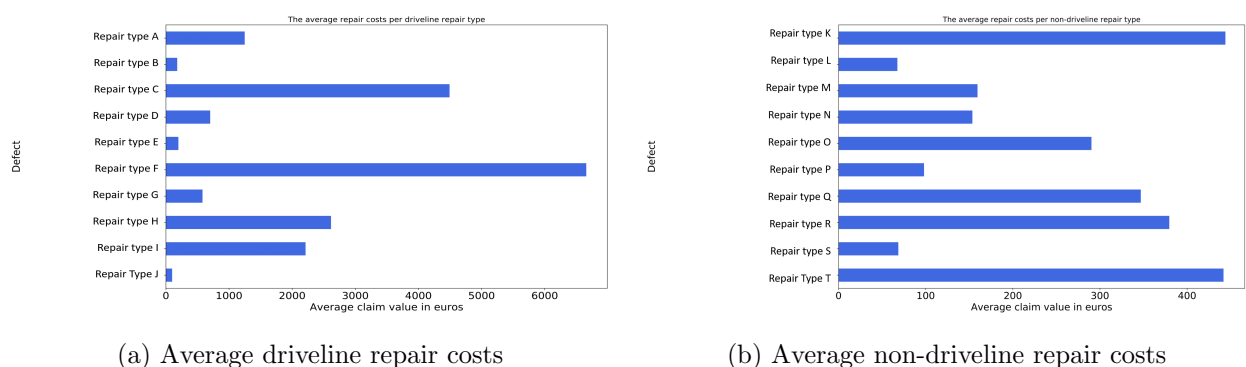 The average repair costs per driveline repair type
Repair type A
Repair type B
Repair type C
Repair type D
Repair type E
Repair type F
Repair type G
Repair type H
Repair type I
Repair Type J
Defect
0 1000 2000 3000 4000 5000 6000
Average claim value in euros
(a) Average driveline repair costs
The average repair costs per non-driveline repair type
Repair type K
Repair type L
Repair type M
Repair type N
Repair type O
Repair type P
Repair type Q
Repair type R
Repair type S
Repair Type T
Defect
0 100 200 300 400
Average claim value in euros
(b) Average non-driveline repair costs